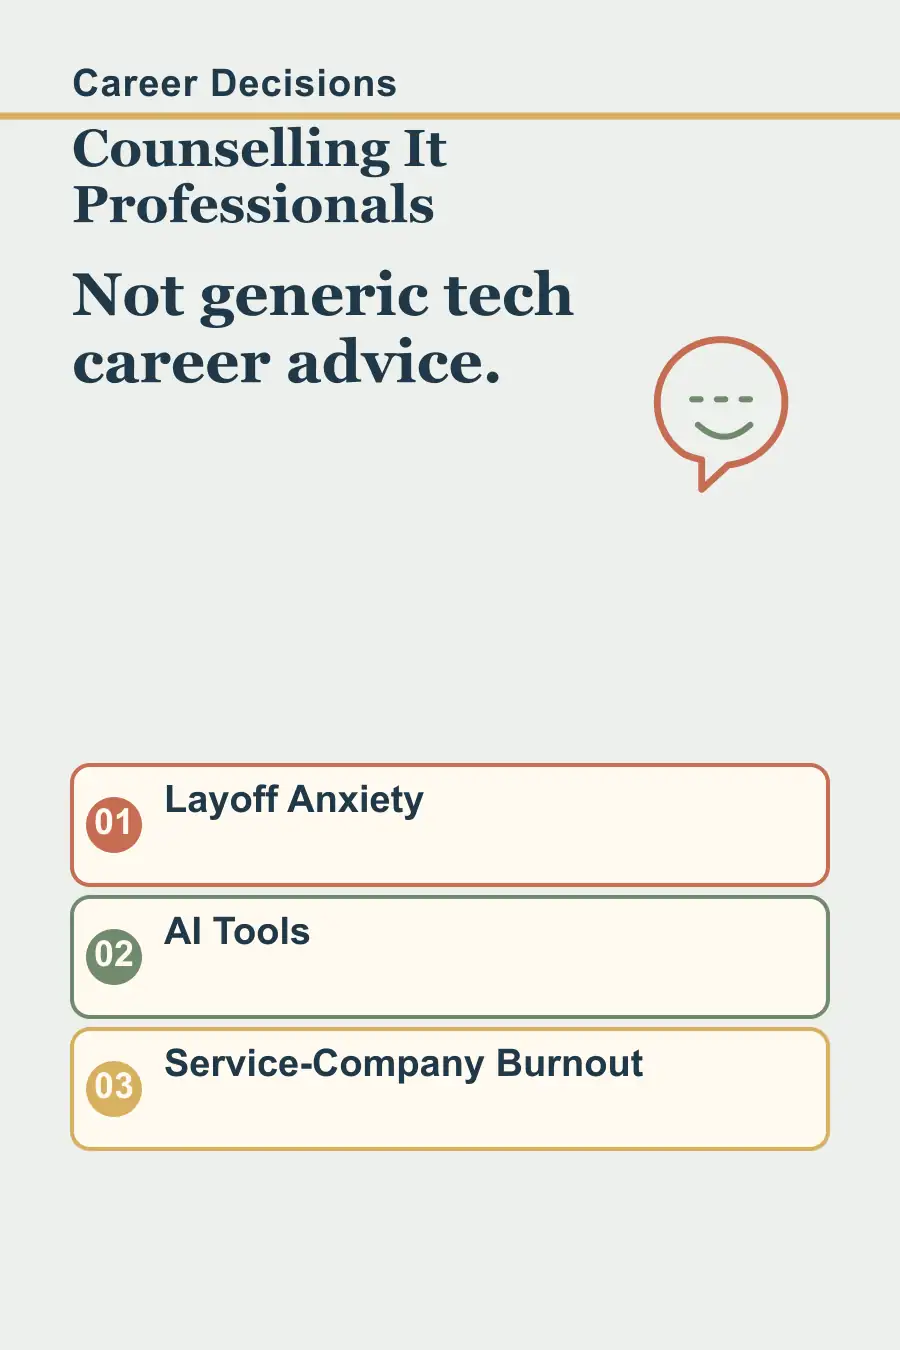 Career Decisions
Counselling It
Professionals
Not generic tech
career advice.
01
Layoff Anxiety
02
AI Tools
03
Service-Company Burnout